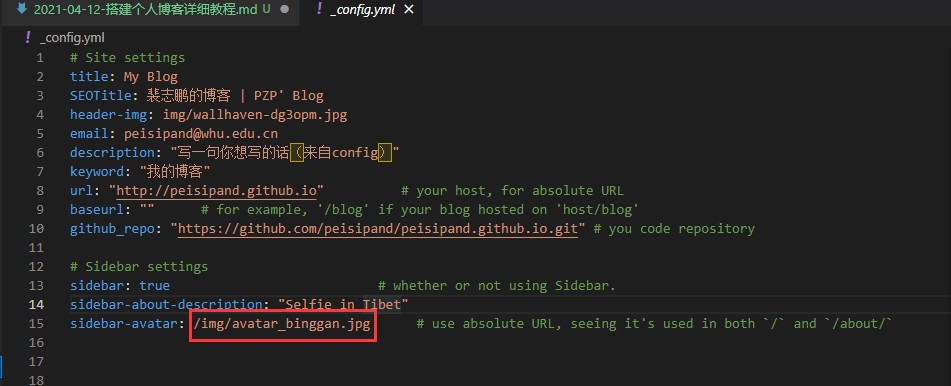 2021-04-12-搭建个人博客详细教程.md U ● ! _config.yml ×
! _config.yml
1 # Site settings
2 title: My Blog
3 SEOTitle: 裴志鹏的博客 | PZP' Blog
4 header-img: img/wallhaven-dg3opm.jpg
5 email: peisipand@whu.edu.cn
6 description: "写一句你想写的话（来自config）"
7 keyword: "我的博客"
8 url: "http://peisipand.github.io" # your host, for absolute URL
9 baseurl: "" # for example, '/blog' if your blog hosted on 'host/blog'
10 github_repo: "https://github.com/peisipand/peisipand.github.io.git" # you code repository
11
12 # Sidebar settings
13 sidebar: true # whether or not using Sidebar.
14 sidebar-about-description: "Selfie in Tibet"
15 sidebar-avatar: /img/avatar_binggan.jpg # use absolute URL, seeing it's used in both `/` and `/about/`
16
17
18